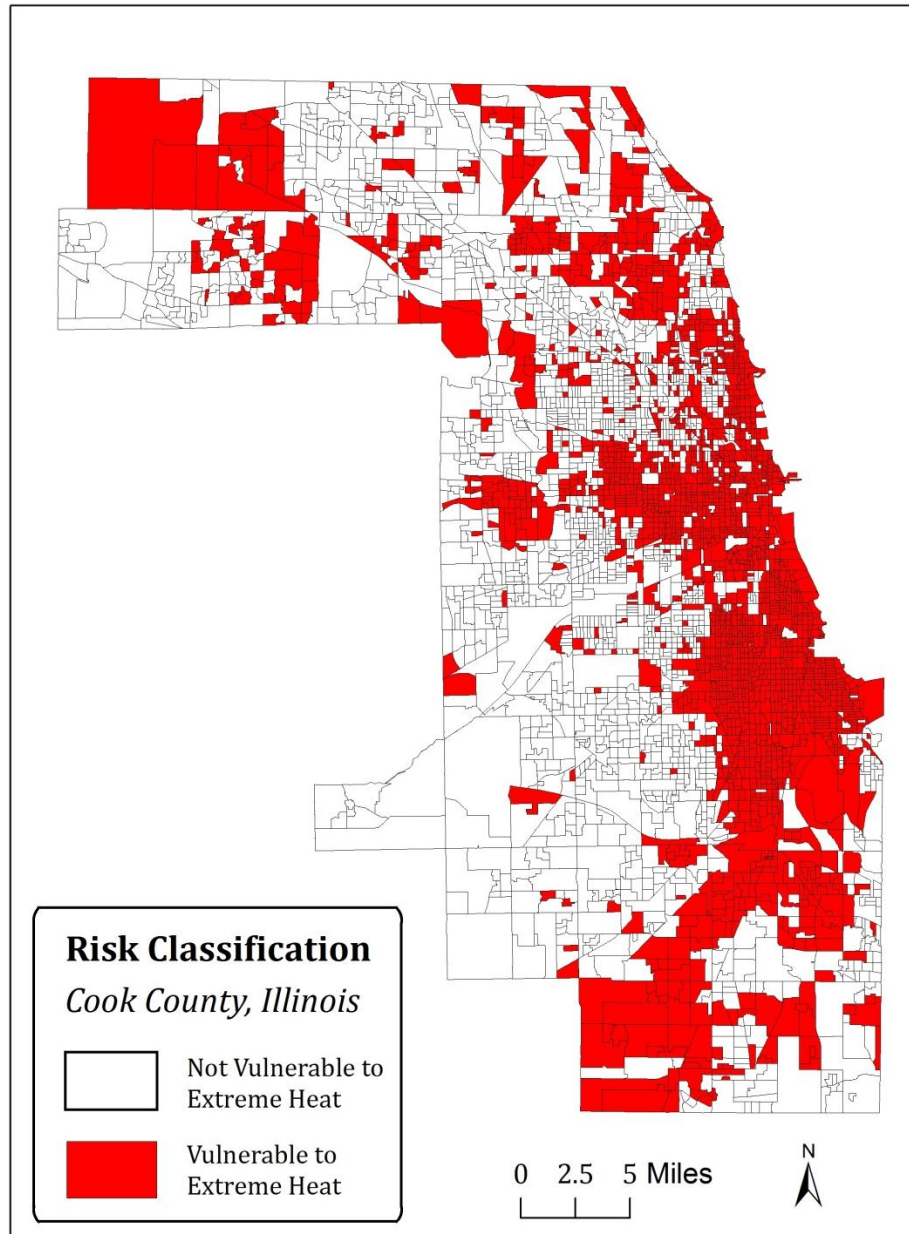 Risk Classification
Cook County, Illinois
Not Vulnerable to
Extreme Heat
Vulnerable to
Extreme Heat
0 2.5 5 Miles
N